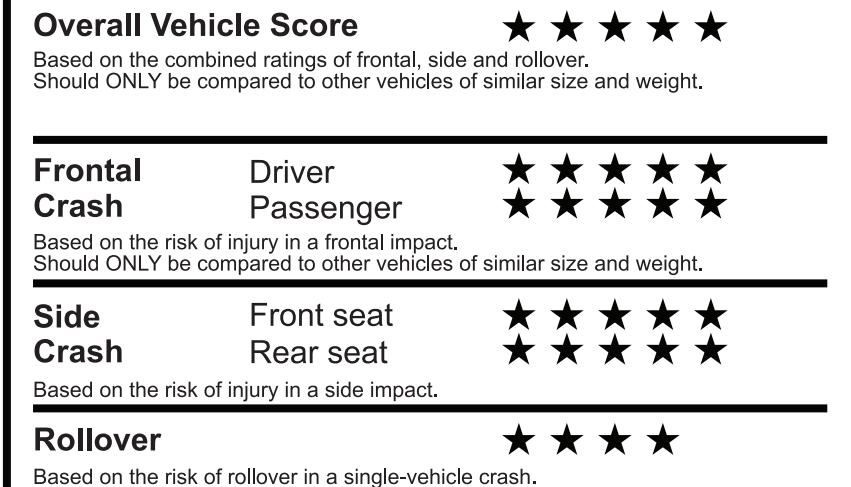 Overall Vehicle Score ★ ★ ★ ★ ★
Based on the combined ratings of frontal, side and rollover.
Should ONLY be compared to other vehicles of similar size and weight.
Frontal Driver ★ ★ ★ ★ ★
Crash Passenger ★ ★ ★ ★ ★
Based on the risk of injury in a frontal impact.
Should ONLY be compared to other vehicles of similar size and weight.
Side Front seat ★ ★ ★ ★ ★
Crash Rear seat ★ ★ ★ ★ ★
Based on the risk of injury in a side impact.
Rollover ★ ★ ★ ★
Based on the risk of rollover in a single-vehicle crash.